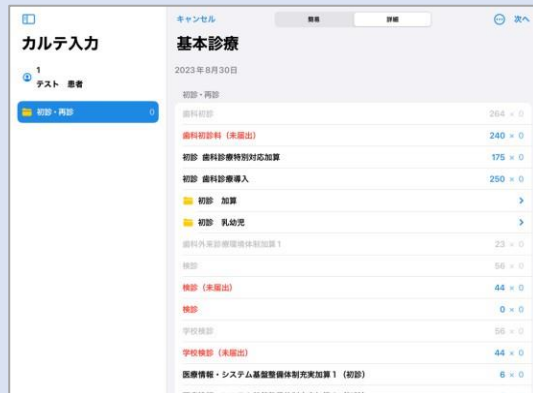 カルテ入力
1
テスト 患者
初診・再診 0
キャンセル 簡易 詳細 次へ
基本診療
2023年8月30日
初診・再診
歯科初診 264 × 0
歯科初診料（未届出） 240 × 0
初診 歯科診療特別対応加算 175 × 0
初診 歯科診療導入 250 × 0
初診 加算
初診 乳幼児
歯科外来診療環境体制加算1 23 × 0
検診 56 × 0
検診（未届出） 44 × 0
検診 0 × 0
学校検診 56 × 0
学校検診（未届出） 44 × 0
医療情報・システム基盤整備体制充実加算1（初診） 6 × 0